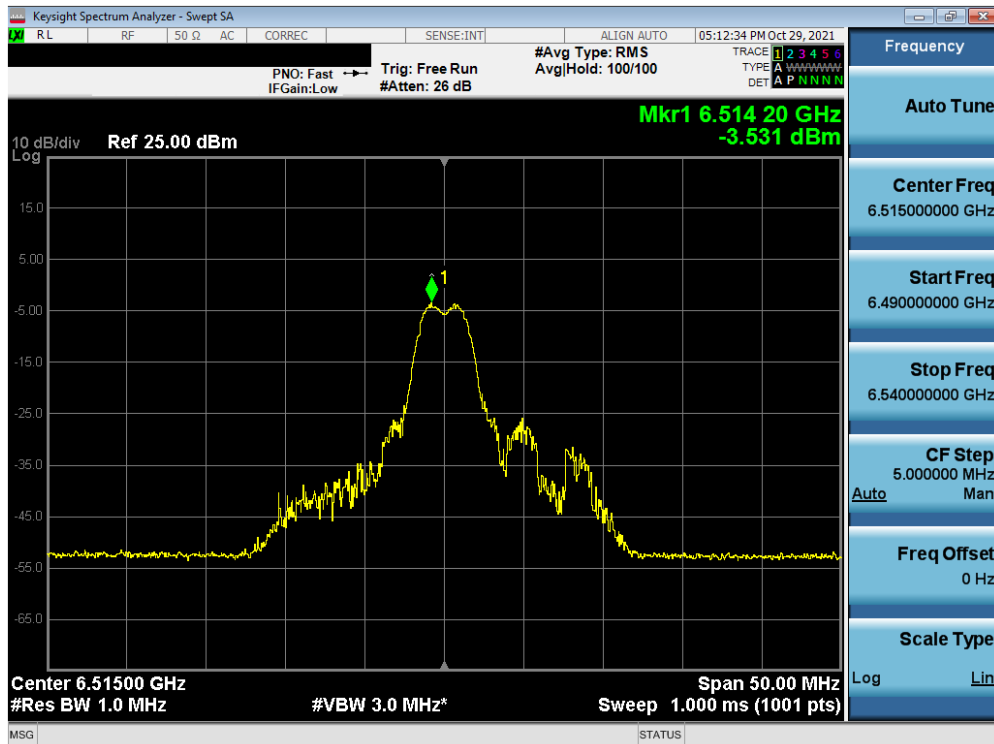 Keysight Spectrum Analyzer - Swept SA
LXI RL RF 50 Ω AC CORREC SENSE:INT ALIGN AUTO 05:12:34 PM Oct 29, 2021
PNO: Fast
IFGain:Low
Trig: Free Run
#Atten: 26 dB
#Avg Type: RMS
Avg|Hold: 100/100
TRACE 1 2 3 4 5 6
TYPE A WWWWW
DET A P N N N N
Mkr1 6.514 20 GHz
-3.531 dBm
10 dB/div Ref 25.00 dBm
Log
15.0
5.00
-5.00
-15.0
-25.0
-35.0
-45.0
-55.0
-65.0
1
Center 6.51500 GHz Span 50.00 MHz
#Res BW 1.0 MHz #VBW 3.0 MHz* Sweep 1.000 ms (1001 pts)
MSG STATUS
Frequency
Auto Tune
Center Freq
6.515000000 GHz
Start Freq
6.490000000 GHz
Stop Freq
6.540000000 GHz
CF Step
5.000000 MHz
Auto Man
Freq Offset
0 Hz
Scale Type
Log Lin